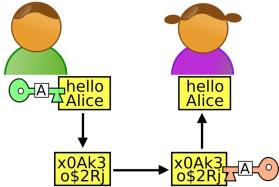 hello
Alice
A
hello
Alice
x0Ak3
o$2Rj
x0Ak3
o$2Rj
A